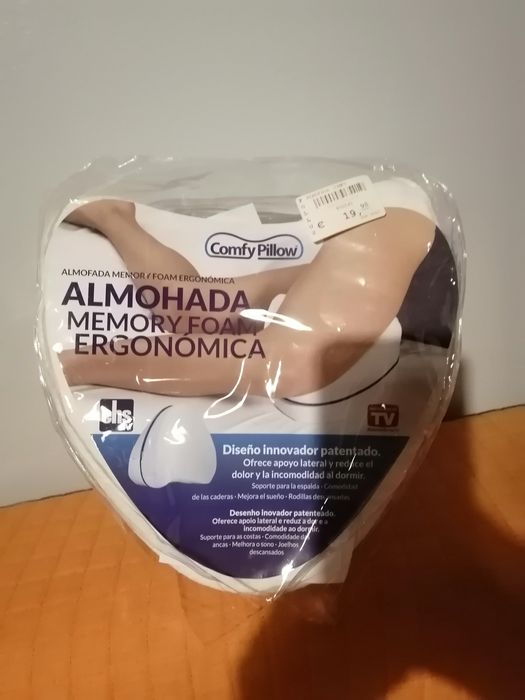 € 19,98
Comfy Pillow
ALMOFADA MEMORY FOAM ERGONÓMICA
ALMOHADA
MEMORY FOAM
ERGONÓMICA
ehs
TV
TV
Diseño innovador patentado.
Ofrece apoyo lateral y reduce el
dolor y la incomodidad al dormir.
Soporte para la espalda · Comodidad
de las caderas · Mejora el sueño · Rodillas descansadas
Desenho inovador patenteado.
Oferece apoio lateral e reduz a dor e a
incomodidade ao dormir.
Suporte para as costas · Comodidade das
ancas · Melhora o sono · Joelhos
descansados